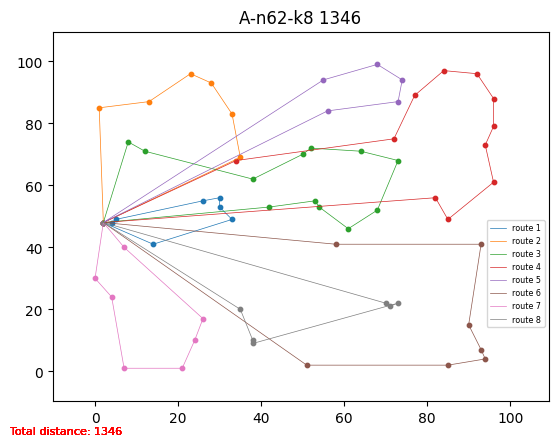 A-n62-k8 1346
100
80
60
40
20
0
0 20 40 60 80 100
route 1
route 2
route 3
route 4
route 5
route 6
route 7
route 8
Total distance: 1346